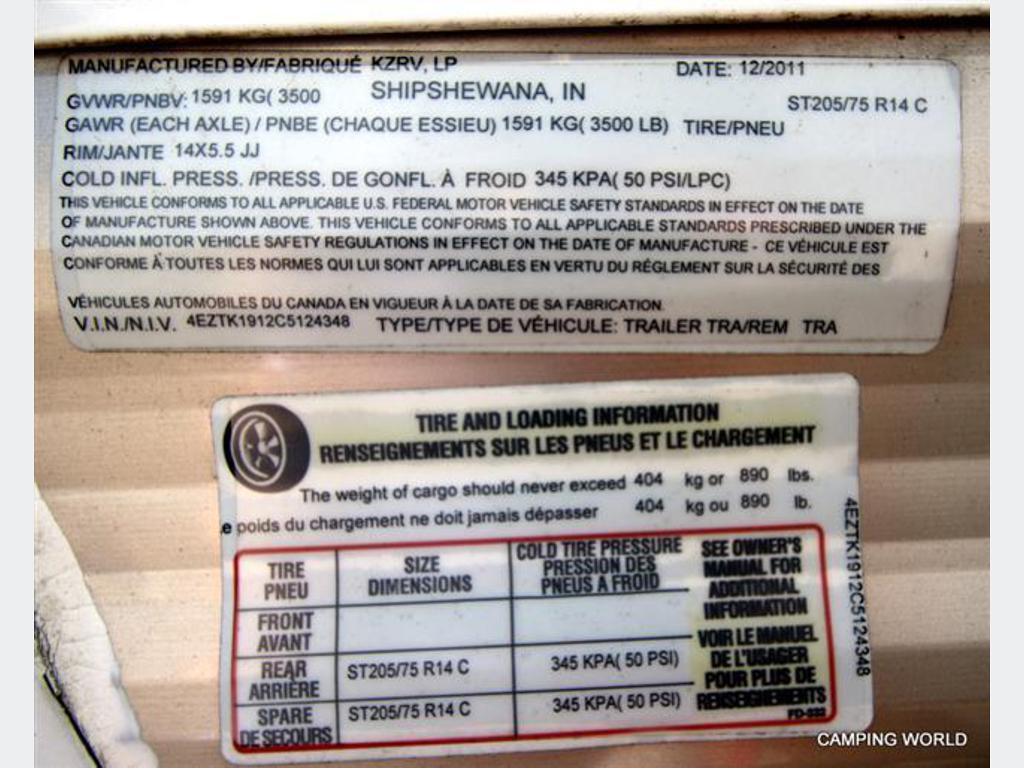 MANUFACTURED BY/FABRIQUÉ KZRV, LP DATE: 12/2011
GVWR/PNBV: 1591 KG( 3500 SHIPSHEWANA, IN ST205/75 R14 C
GAWR (EACH AXLE) / PNBE (CHAQUE ESSIEU) 1591 KG( 3500 LB) TIRE/PNEU
RIM/JANTE 14X5.5 JJ
COLD INFL. PRESS. /PRESS. DE GONFL. À FROID 345 KPA( 50 PSI/LPC)
THIS VEHICLE CONFORMS TO ALL APPLICABLE U.S. FEDERAL MOTOR VEHICLE SAFETY STANDARDS IN EFFECT ON THE DATE
OF MANUFACTURE SHOWN ABOVE. THIS VEHICLE CONFORMS TO ALL APPLICABLE STANDARDS PRESCRIBED UNDER THE
CANADIAN MOTOR VEHICLE SAFETY REGULATIONS IN EFFECT ON THE DATE OF MANUFACTURE - CE VÉHICULE EST
CONFORME À TOUTES LES NORMES QUI LUI SONT APPLICABLES EN VERTU DU RÉGLEMENT SUR LA SÉCURITÉ DES
VÉHICULES AUTOMOBILES DU CANADA EN VIGUEUR À LA DATE DE SA FABRICATION.
V.I.N./N.I.V. 4EZTK1912C5124348 TYPE/TYPE DE VÉHICULE: TRAILER TRA/REM TRA
TIRE AND LOADING INFORMATION
RENSEIGNEMENTS SUR LES PNEUS ET LE CHARGEMENT
The weight of cargo should never exceed 404 kg or 890 lbs.
e poids du chargement ne doit jamais dépasser 404 kg ou 890 lb.
TIRE
PNEU
SIZE
DIMENSIONS
COLD TIRE PRESSURE
PRESSION DES
PNEUS A FROID
SEE OWNER'S
MANUAL FOR
ADDITIONAL
INFORMATION
VOIR LE MANUEL
DE L'USAGER
POUR PLUS DE
RENSEIGNEMENTS
FRONT
AVANT
REAR
ARRIÈRE
ST205/75 R14 C 345 KPA( 50 PSI)
SPARE
DE SECOURS
ST205/75 R14 C 345 KPA( 50 PSI)
4EZTK1912C5124348
CAMPING WORLD